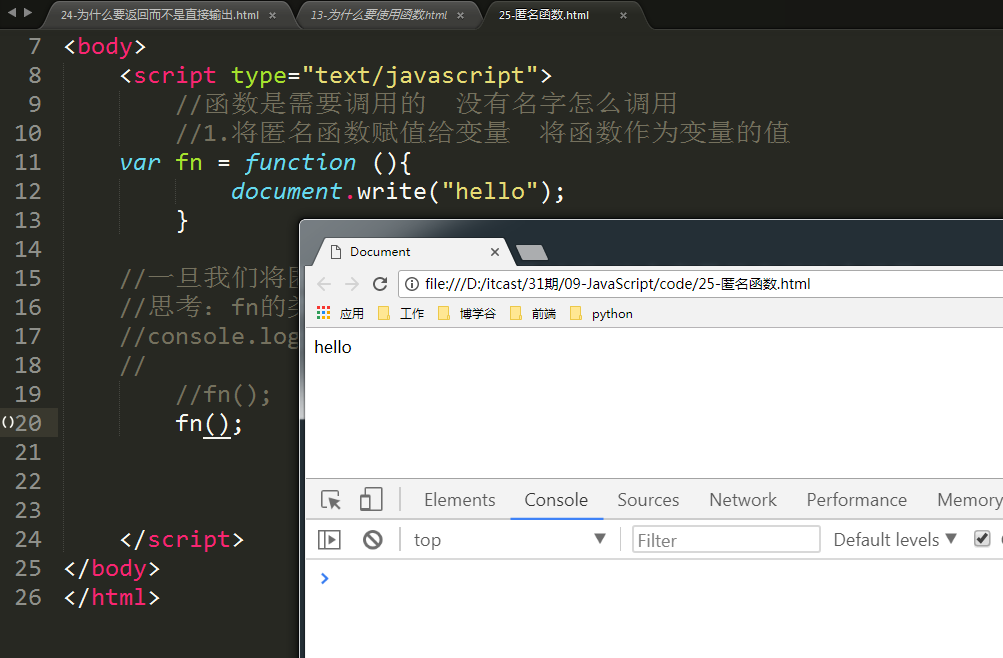 24-为什么要返回而不是直接输出.html × 13-为什么要使用函数html × 25-匿名函数.html ×
7 <body>
8 <script type="text/javascript">
9 //函数是需要调用的 没有名字怎么调用
10 //1.将匿名函数赋值给变量 将函数作为变量的值
11 var fn = function (){
12 document.write("hello");
13 }
14
15 //一旦我们将
16 //思考: fn的
17 //console.log
18 //
19 //fn();
20 fn();
21
22
23
24 </script>
25 </body>
26 </html>
Document ×
file:///D:/itcast/31期/09-JavaScript/code/25-匿名函数.html
应用 工作 博学谷 前端 python
hello
Elements Console Sources Network Performance Memory
top Filter Default levels